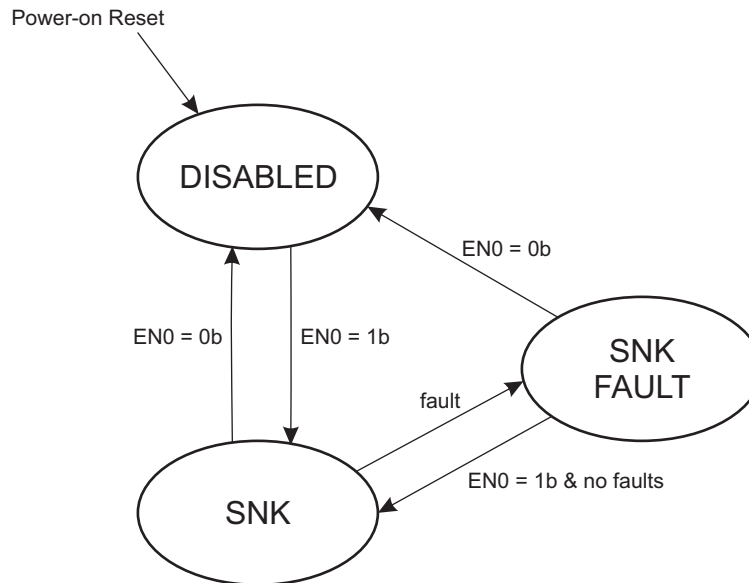 Power-on Reset
DISABLED
EN0 = 0b
EN0 = 0b
EN0 = 1b
SNK
FAULT
fault
EN0 = 1b & no faults
SNK